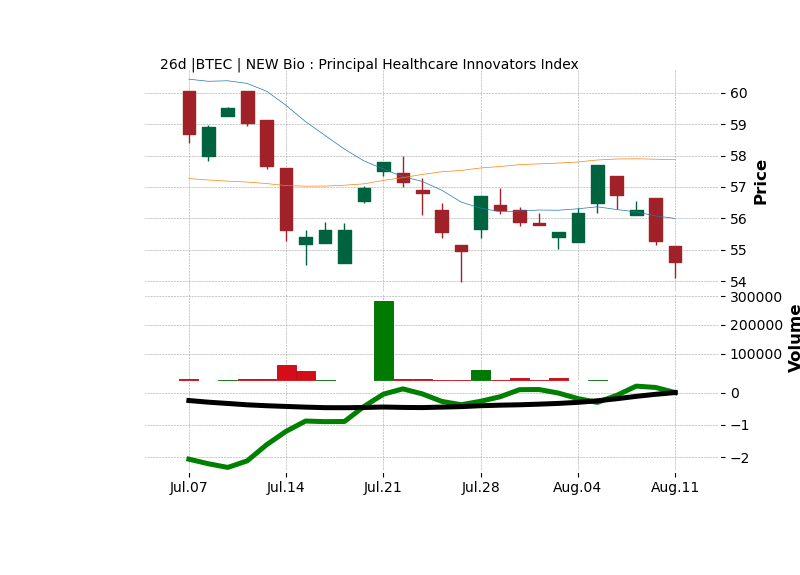 26d |BTEC | NEW Bio : Principal Healthcare Innovators Index
60
59
58
57
56
55
54
Price
300000
200000
100000
Volume
0
−1
−2
Jul.07
Jul.14
Jul.21
Jul.28
Aug.04
Aug.11